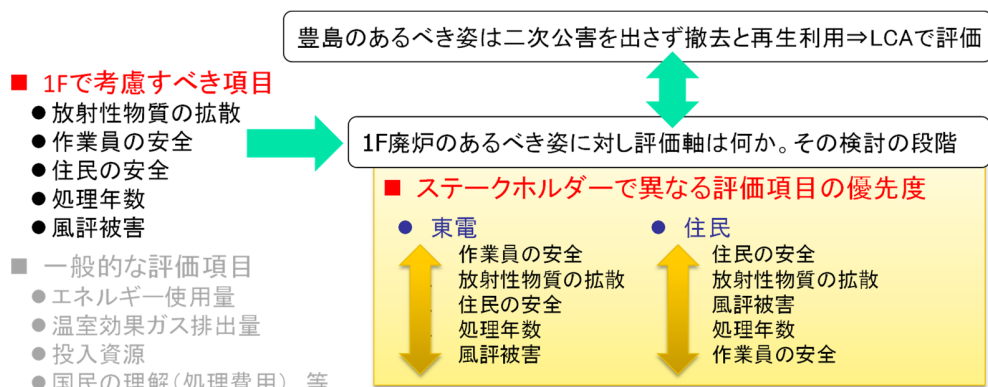 豊島のあるべき姿は二次公害を出さず撤去と再生利用⇒LCAで評価
■ 1Fで考慮すべき項目
● 放射性物質の拡散
● 作業員の安全
● 住民の安全
● 処理年数
● 風評被害
■ 一般的な評価項目
● エネルギー使用量
● 温室効果ガス排出量
● 投入資源
● 国民の理解(処理費用) 等
1F廃炉のあるべき姿に対し評価軸は何か。その検討の段階
■ ステークホルダーで異なる評価項目の優先度
● 東電
作業員の安全
放射性物質の拡散
住民の安全
処理年数
風評被害
● 住民
住民の安全
放射性物質の拡散
風評被害
処理年数
作業員の安全